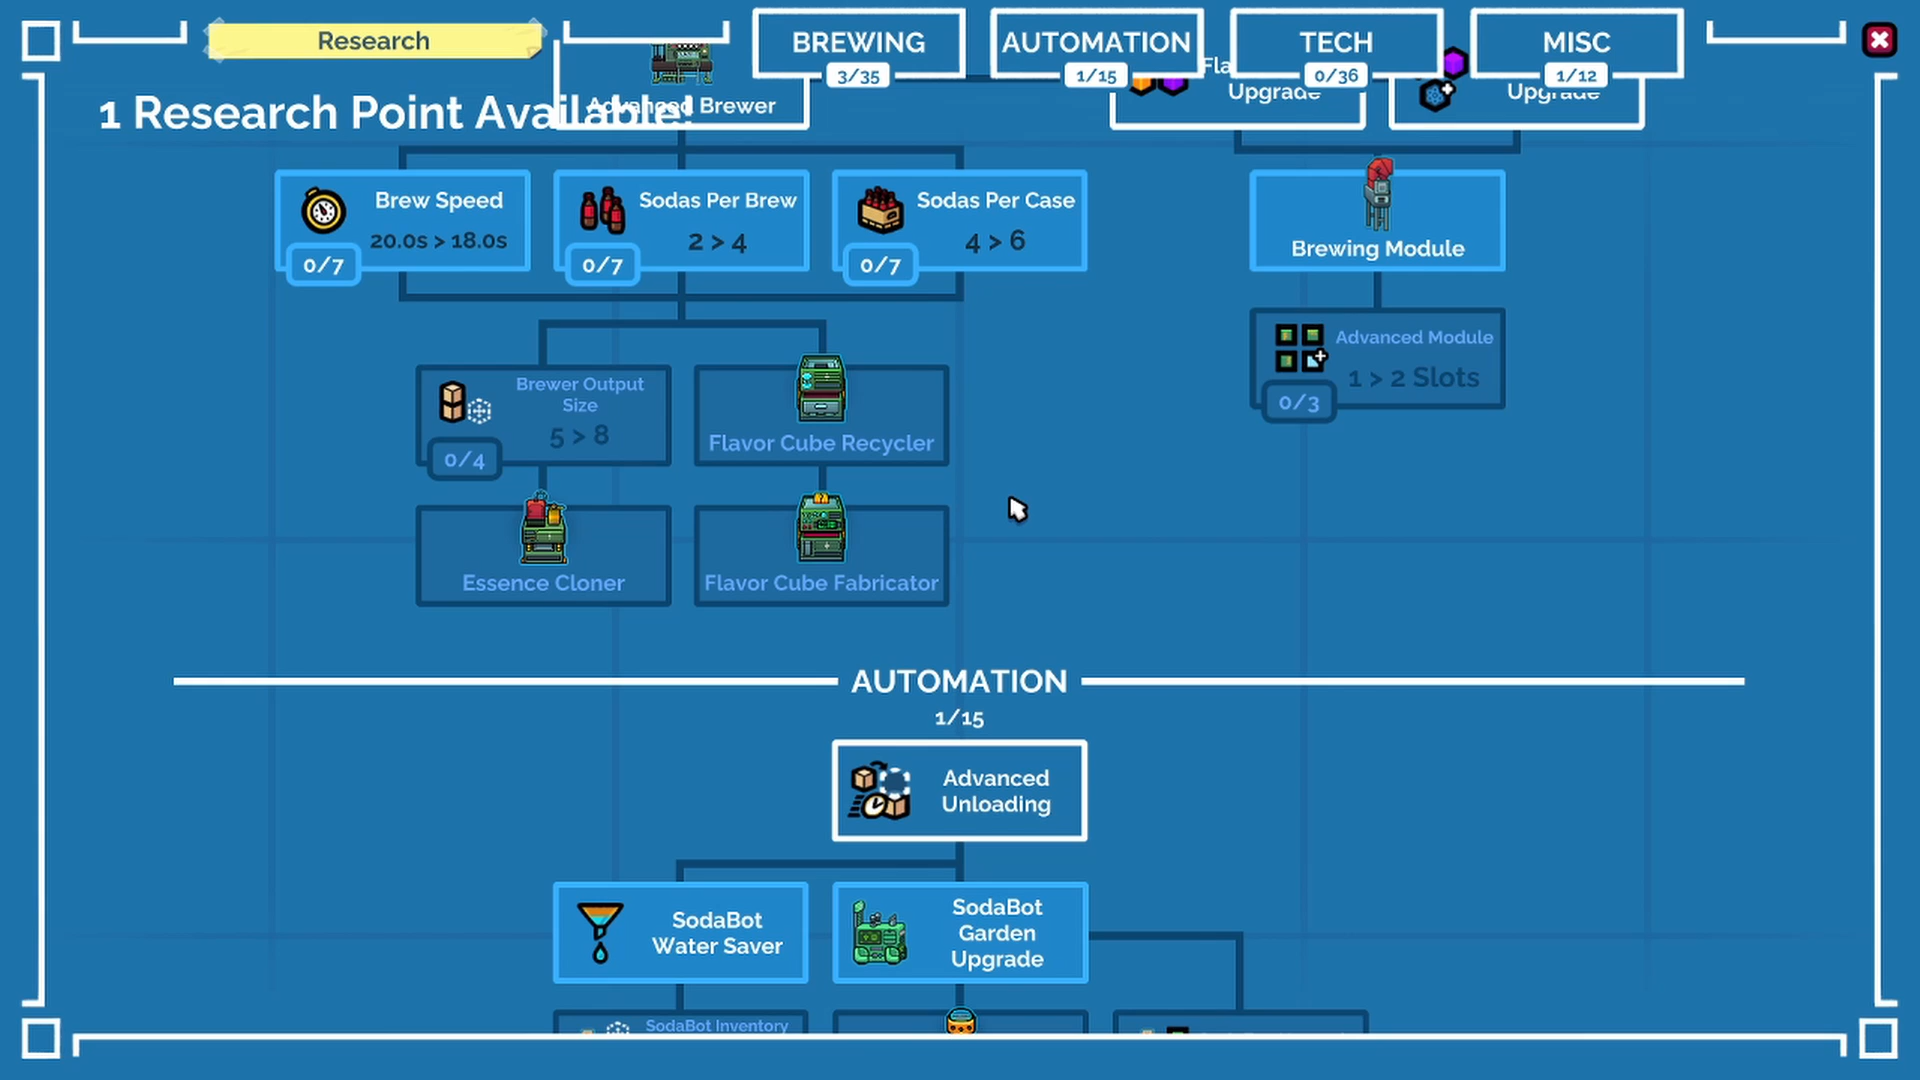 Research
BREWING
3/35
AUTOMATION
1/15
TECH
0/36
MISC
1/12
1 Research Point Available!
Advanced Brewer
Fla
Upgrade
Upgrade
Brew Speed
20.0s > 18.0s
0/7
Sodas Per Brew
2 > 4
0/7
Sodas Per Case
4 > 6
0/7
Brewing Module
Advanced Module
1 > 2 Slots
0/3
Brewer Output
Size
5 > 8
0/4
Flavor Cube Recycler
Essence Cloner
Flavor Cube Fabricator
AUTOMATION
1/15
Advanced
Unloading
SodaBot
Water Saver
SodaBot
Garden
Upgrade
SodaBot Inventory